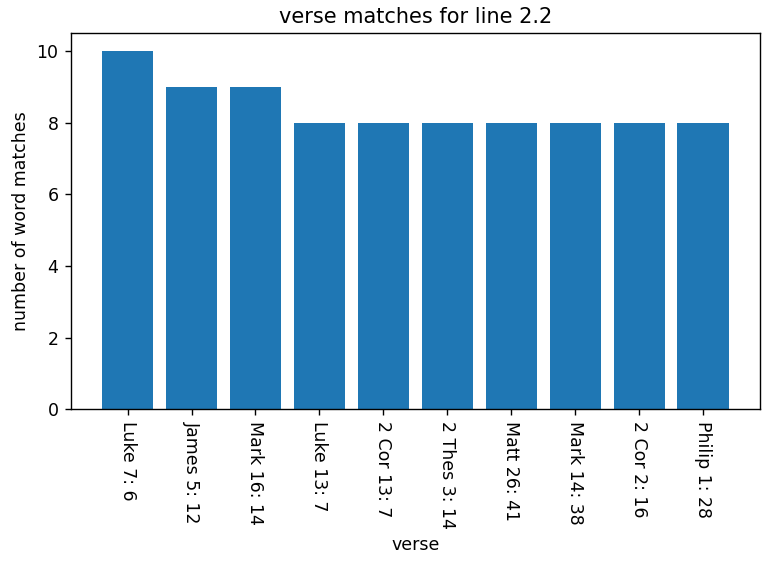 verse matches for line 2.2
number of word matches
10
8
6
4
2
0
Luke 7: 6
James 5: 12
Mark 16: 14
Luke 13: 7
2 Cor 13: 7
2 Thes 3: 14
Matt 26: 41
Mark 14: 38
2 Cor 2: 16
Philip 1: 28
verse